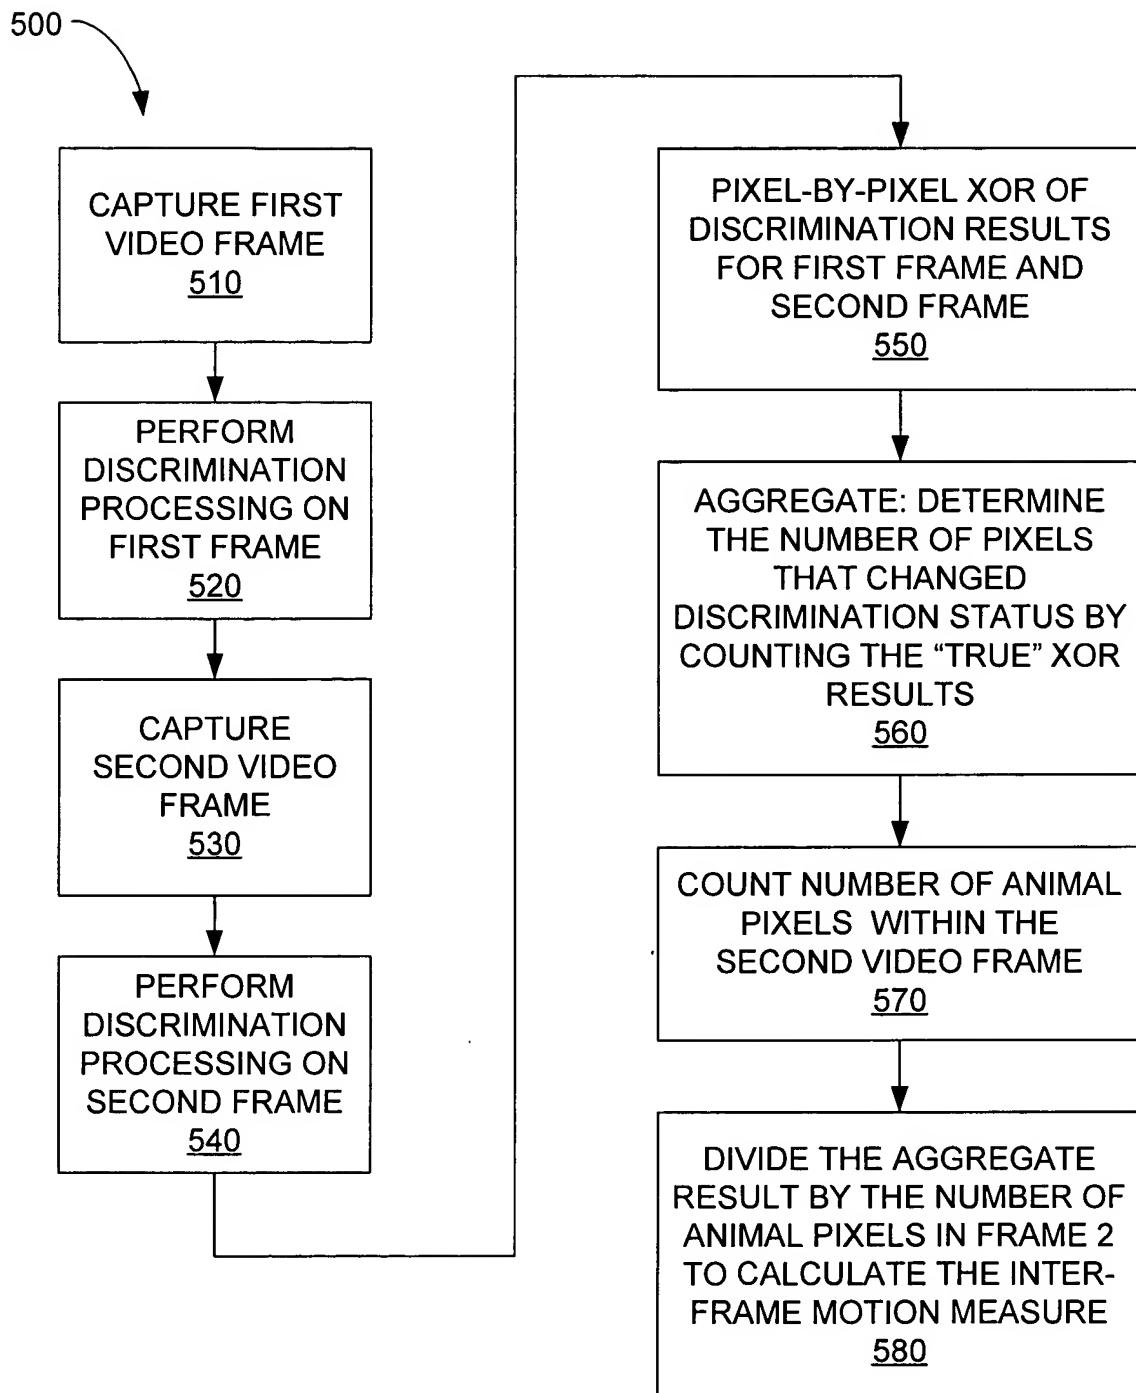 500
CAPTURE FIRST
VIDEO FRAME
510
PERFORM
DISCRIMINATION
PROCESSING ON
FIRST FRAME
520
CAPTURE
SECOND VIDEO
FRAME
530
PERFORM
DISCRIMINATION
PROCESSING ON
SECOND FRAME
540
PIXEL-BY-PIXEL XOR OF
DISCRIMINATION RESULTS
FOR FIRST FRAME AND
SECOND FRAME
550
AGGREGATE: DETERMINE
THE NUMBER OF PIXELS
THAT CHANGED
DISCRIMINATION STATUS BY
COUNTING THE “TRUE” XOR
RESULTS
560
COUNT NUMBER OF ANIMAL
PIXELS WITHIN THE
SECOND VIDEO FRAME
570
DIVIDE THE AGGREGATE
RESULT BY THE NUMBER OF
ANIMAL PIXELS IN FRAME 2
TO CALCULATE THE INTER-
FRAME MOTION MEASURE
580